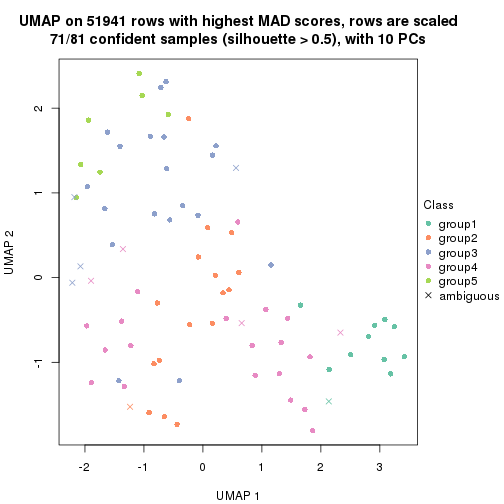 UMAP on 51941 rows with highest MAD scores, rows are scaled
71/81 confident samples (silhouette > 0.5), with 10 PCs
2
1
0
-1
UMAP 2
-2
-1
0
1
2
3
UMAP 1
Class
group1
group2
group3
group4
group5
ambiguous